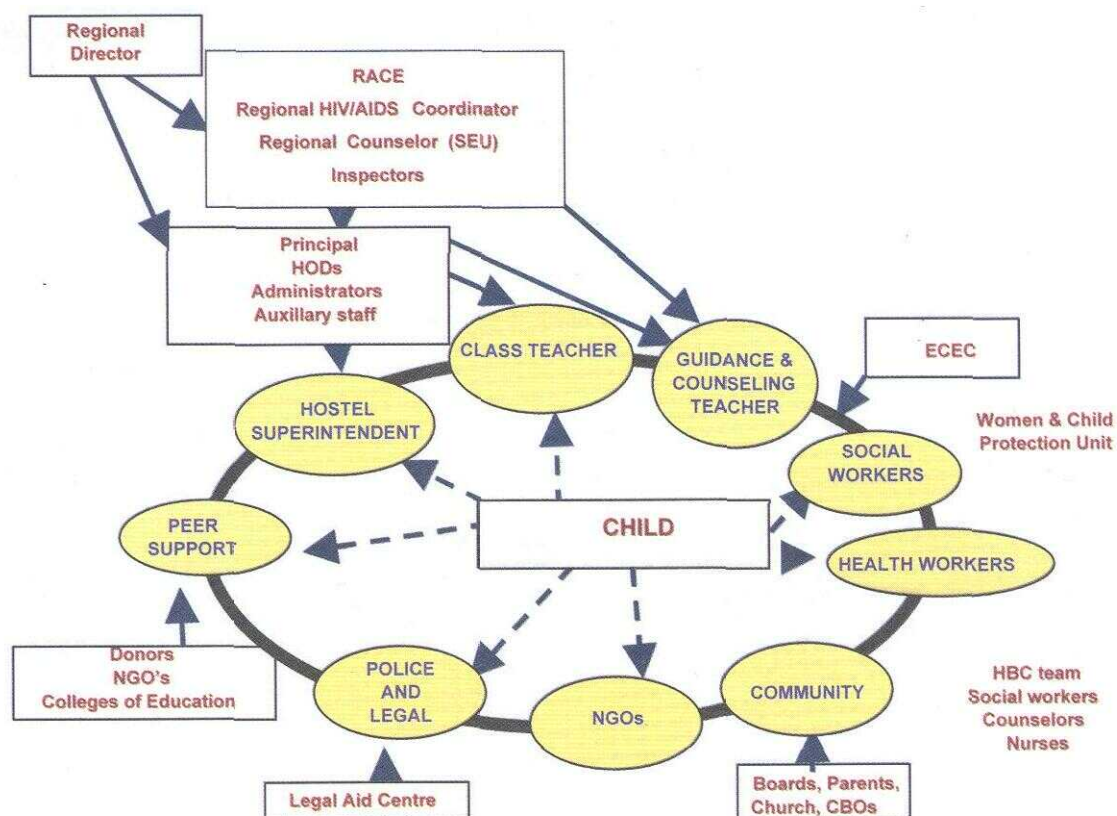 Regional
Director
RACE
Regional HIV/AIDS Coordinator
Regional Counselor (SEU)
Inspectors
Principal
HODs
Administrators
Auxillary staff
CLASS TEACHER
GUIDANCE &
COUNSELING
TEACHER
ECEC
HOSTEL
SUPERINTENDENT
Women & Child
Protection Unit
SOCIAL
WORKERS
PEER
SUPPORT
CHILD
HEALTH WORKERS
Donors
NGO's
Colleges of Education
POLICE
AND
LEGAL
NGOs
COMMUNITY
HBC team
Social workers
Counselors
Nurses
Legal Aid Centre
Boards, Parents,
Church, CBOs